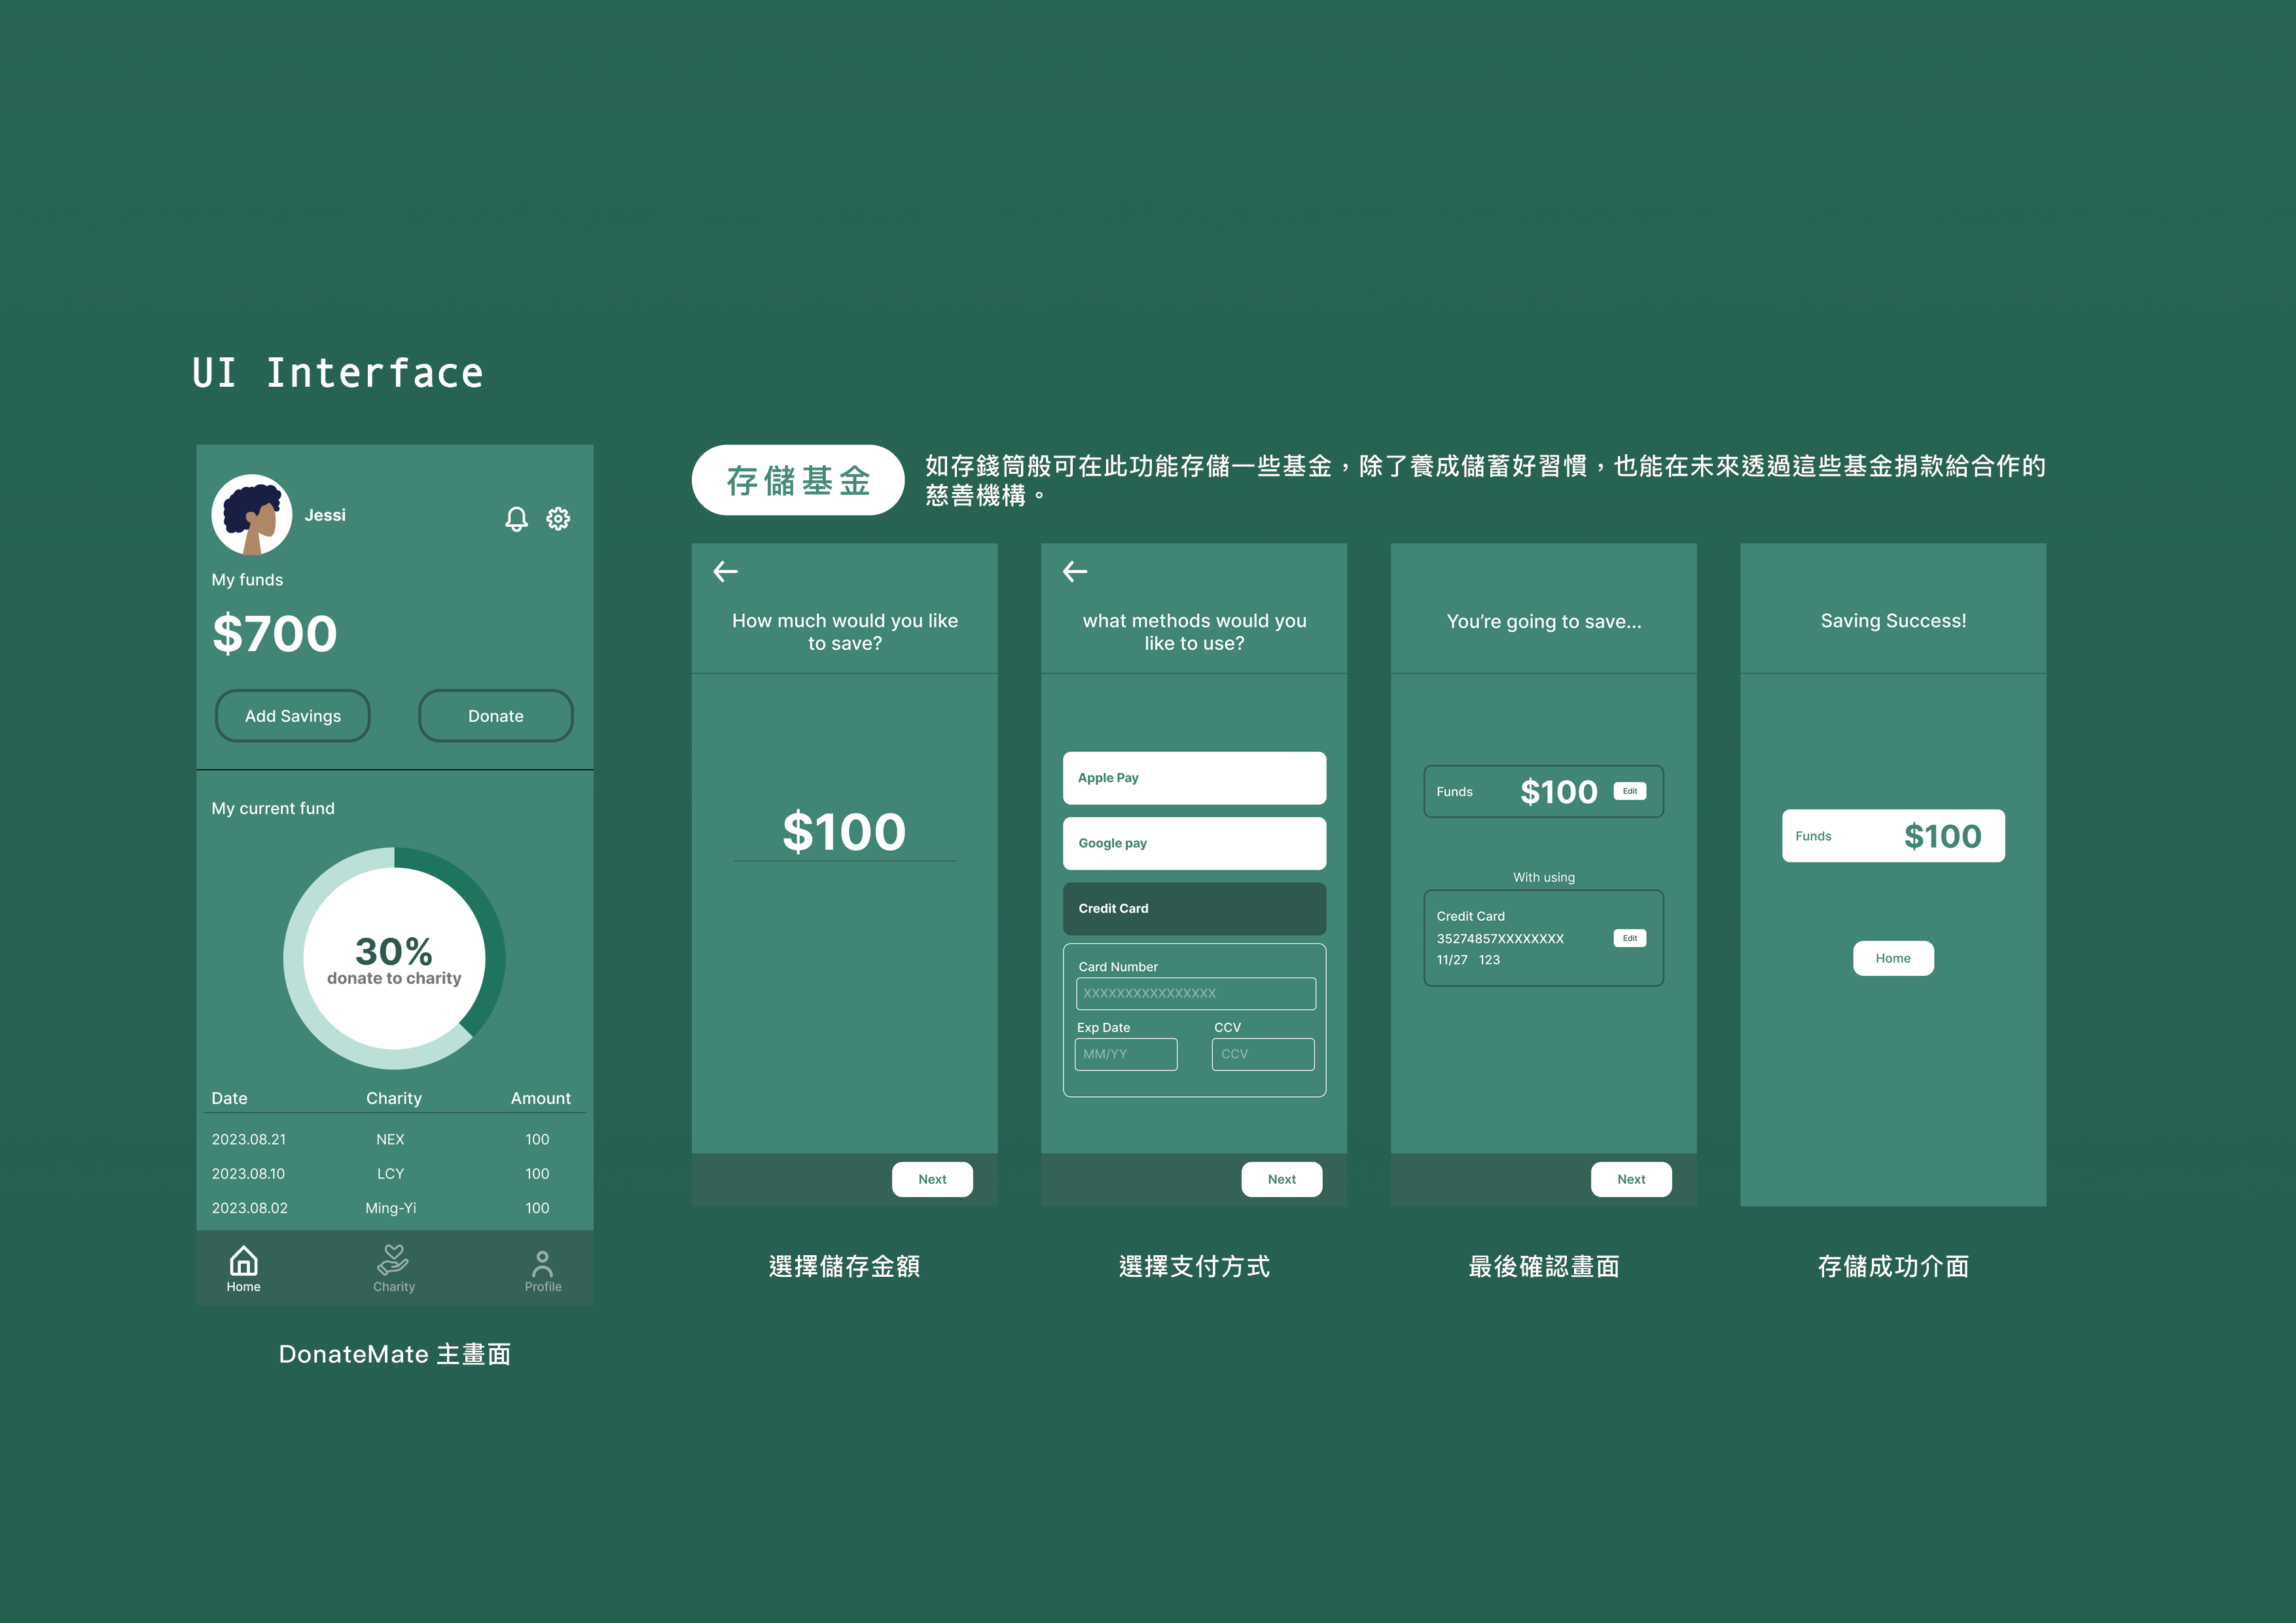 UI Interface
Jessi
My funds
$700
Add Savings
Donate
My current fund
30%
donate to charity
Date Charity Amount
2023.08.21 NEX 100
2023.08.10 LCY 100
2023.08.02 Ming-Yi 100
Home
Charity
Profile
DonateMate 主畫面
存儲基金
如存錢筒般可在此功能存儲一些基金，除了養成儲蓄好習慣，也能在未來透過這些基金捐款給合作的
慈善機構。
How much would you like
to save?
$100
Next
選擇儲存金額
what methods would you
like to use?
Apple Pay
Google pay
Credit Card
Card Number
XXXXXXXXXXXXXXXX
Exp Date CCV
MM/YY CCV
Next
選擇支付方式
You’re going to save...
Funds $100 Edit
With using
Credit Card
35274857XXXXXXXX
Edit
11/27 123
Next
最後確認畫面
Saving Success!
Funds $100
Home
存儲成功介面